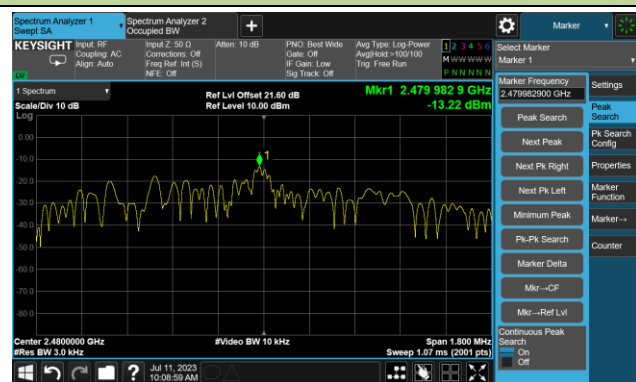 Spectrum Analyzer 1
Swept SA
Spectrum Analyzer 2
Occupied BW
+
Marker
KEYSIGHT
Input: RF
Coupling: AC
Align: Auto
Input Z: 50 Ω
Corrections: Off
Freq Ref: Int (S)
NFE: Off
Atten: 10 dB
PNO: Best Wide
Gate: Off
IF Gain: Low
Sig Track: Off
Avg Type: Log-Power
Avg|Hold:>100/100
Trig: Free Run
1 2 3 4 5 6
M W W W W W
P N N N N N
Select Marker
Marker 1
1 Spectrum
Scale/Div 10 dB
Log
Ref Lvl Offset 21.60 dB
Ref Level 10.00 dBm
Mkr1 2.479 982 9 GHz
-13.22 dBm
0.00
-10.0
-20.0
-30.0
-40.0
-50.0
-60.0
-70.0
-80.0
1
Center 2.4800000 GHz
#Res BW 3.0 kHz
#Video BW 10 kHz
Span 1.800 MHz
Sweep 1.07 ms (2001 pts)
Marker Frequency
2.479982900 GHz
Peak Search
Next Peak
Next Pk Right
Next Pk Left
Minimum Peak
Pk-Pk Search
Marker Delta
Mkr→CF
Mkr→Ref Lvl
Continuous Peak
Search
On
Off
Settings
Peak
Search
Pk Search
Config
Properties
Marker
Function
Marker→
Counter
?
Jul 11, 2023
10:08:59 AM